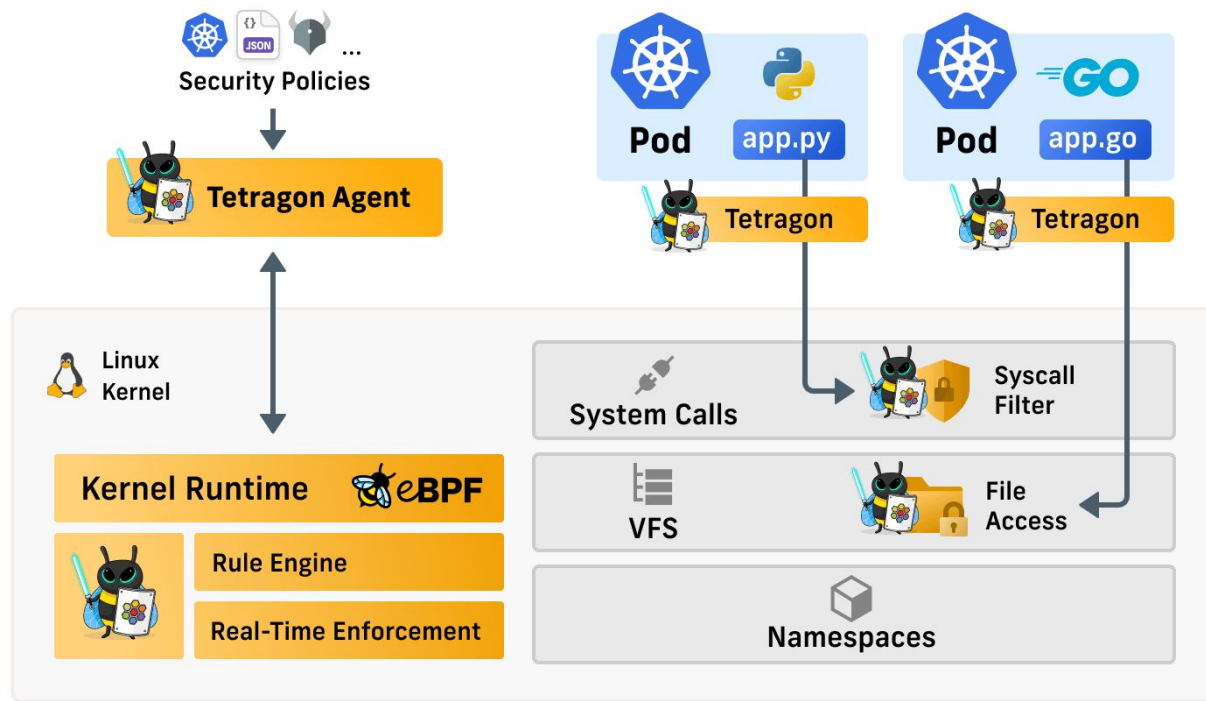 {}
JSON
...
Security Policies
Tetragon Agent
Pod
app.py
Tetragon
GO
Pod
app.go
Tetragon
Linux
Kernel
Kernel Runtime
eBPF
Rule Engine
Real-Time Enforcement
System Calls
Syscall
Filter
VFS
File
Access
Namespaces